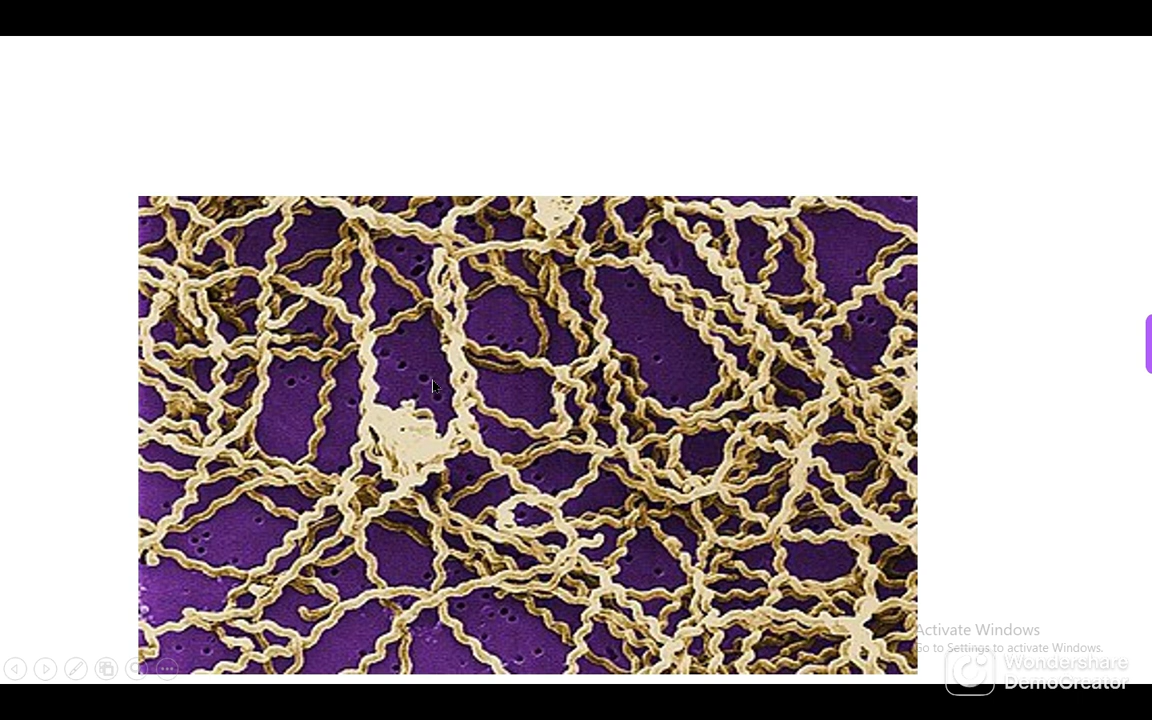 Activate Windows
Go to Settings to activate Windows.
Wondershare
DemoCreator